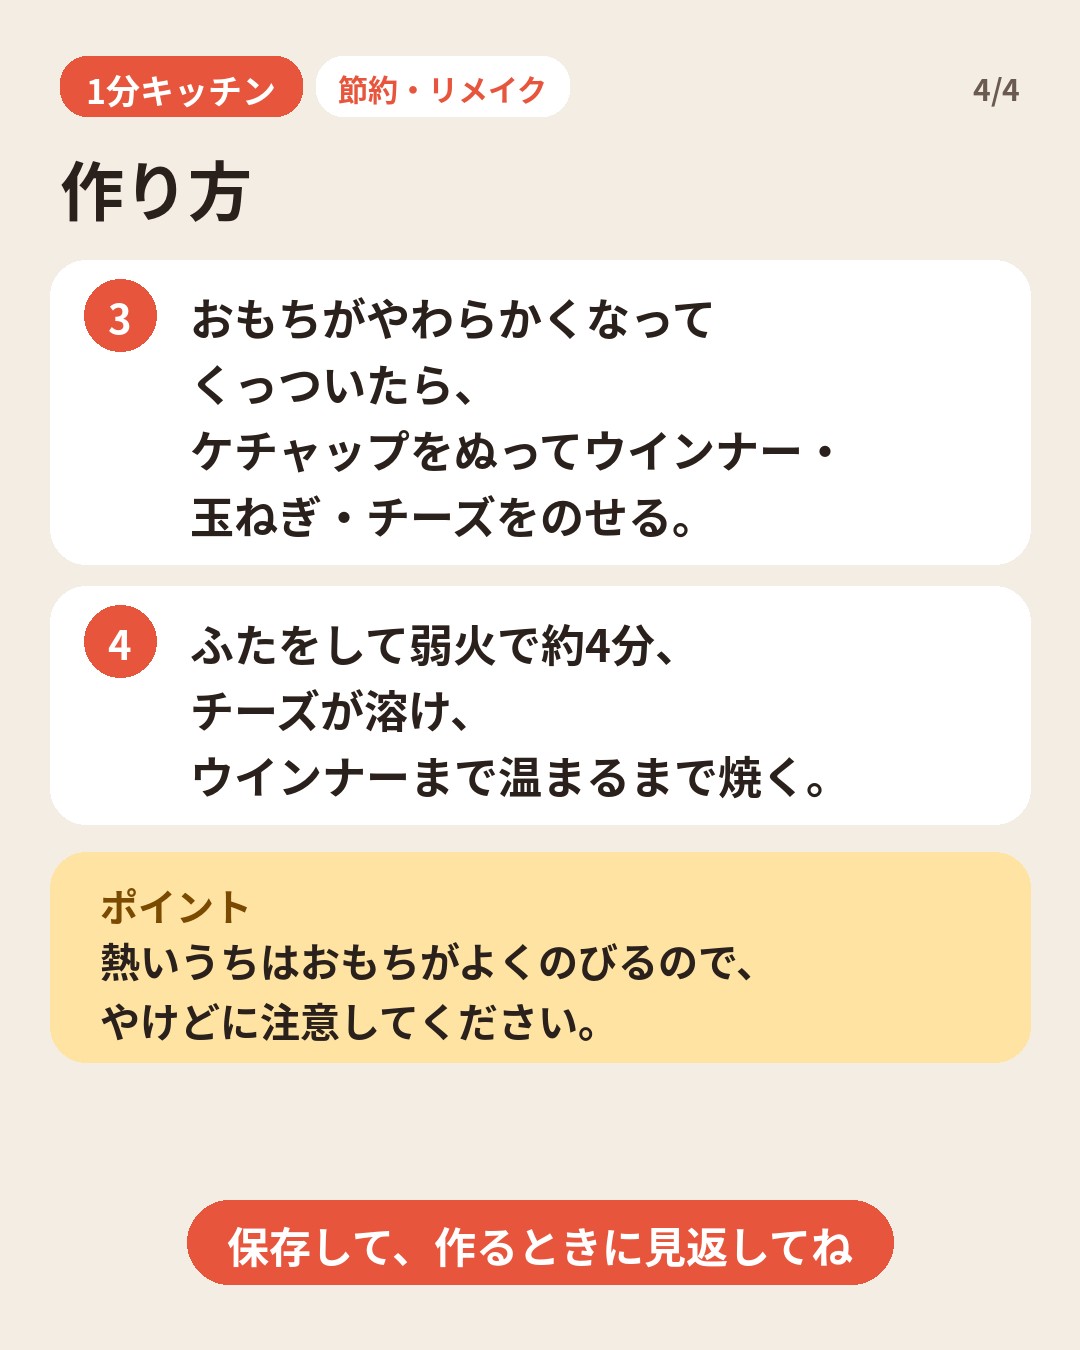 1分キッチン
節約・リメイク
4/4
作り方
3
おもちがやわらかくなって
くっついたら、
ケチャップをぬってウインナー・
玉ねぎ・チーズをのせる。
4
ふたをして弱火で約4分、
チーズが溶け、
ウインナーまで温まるまで焼く。
ポイント
熱いうちはおもちがよくのびるので、
やけどに注意してください。
保存して、作るときに見返してね